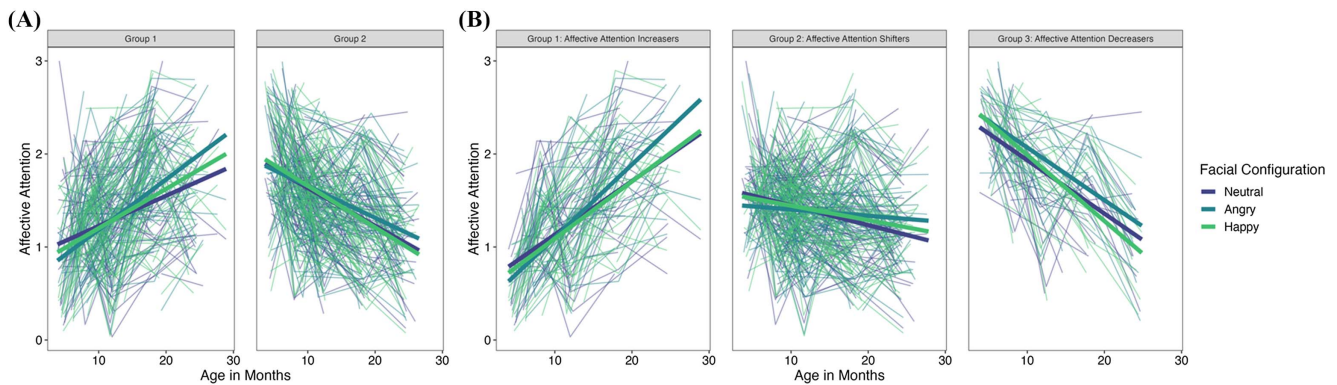 (A)
Group 1
Group 2
Affective Attention
3
2
1
0
10
20
30
10
20
30
Age in Months
(B)
Group 1: Affective Attention Increasers
Group 2: Affective Attention Shifters
Group 3: Affective Attention Decreasers
Affective Attention
3
2
1
0
10
20
30
10
20
30
10
20
30
Age in Months
Facial Configuration
Neutral
Angry
Happy